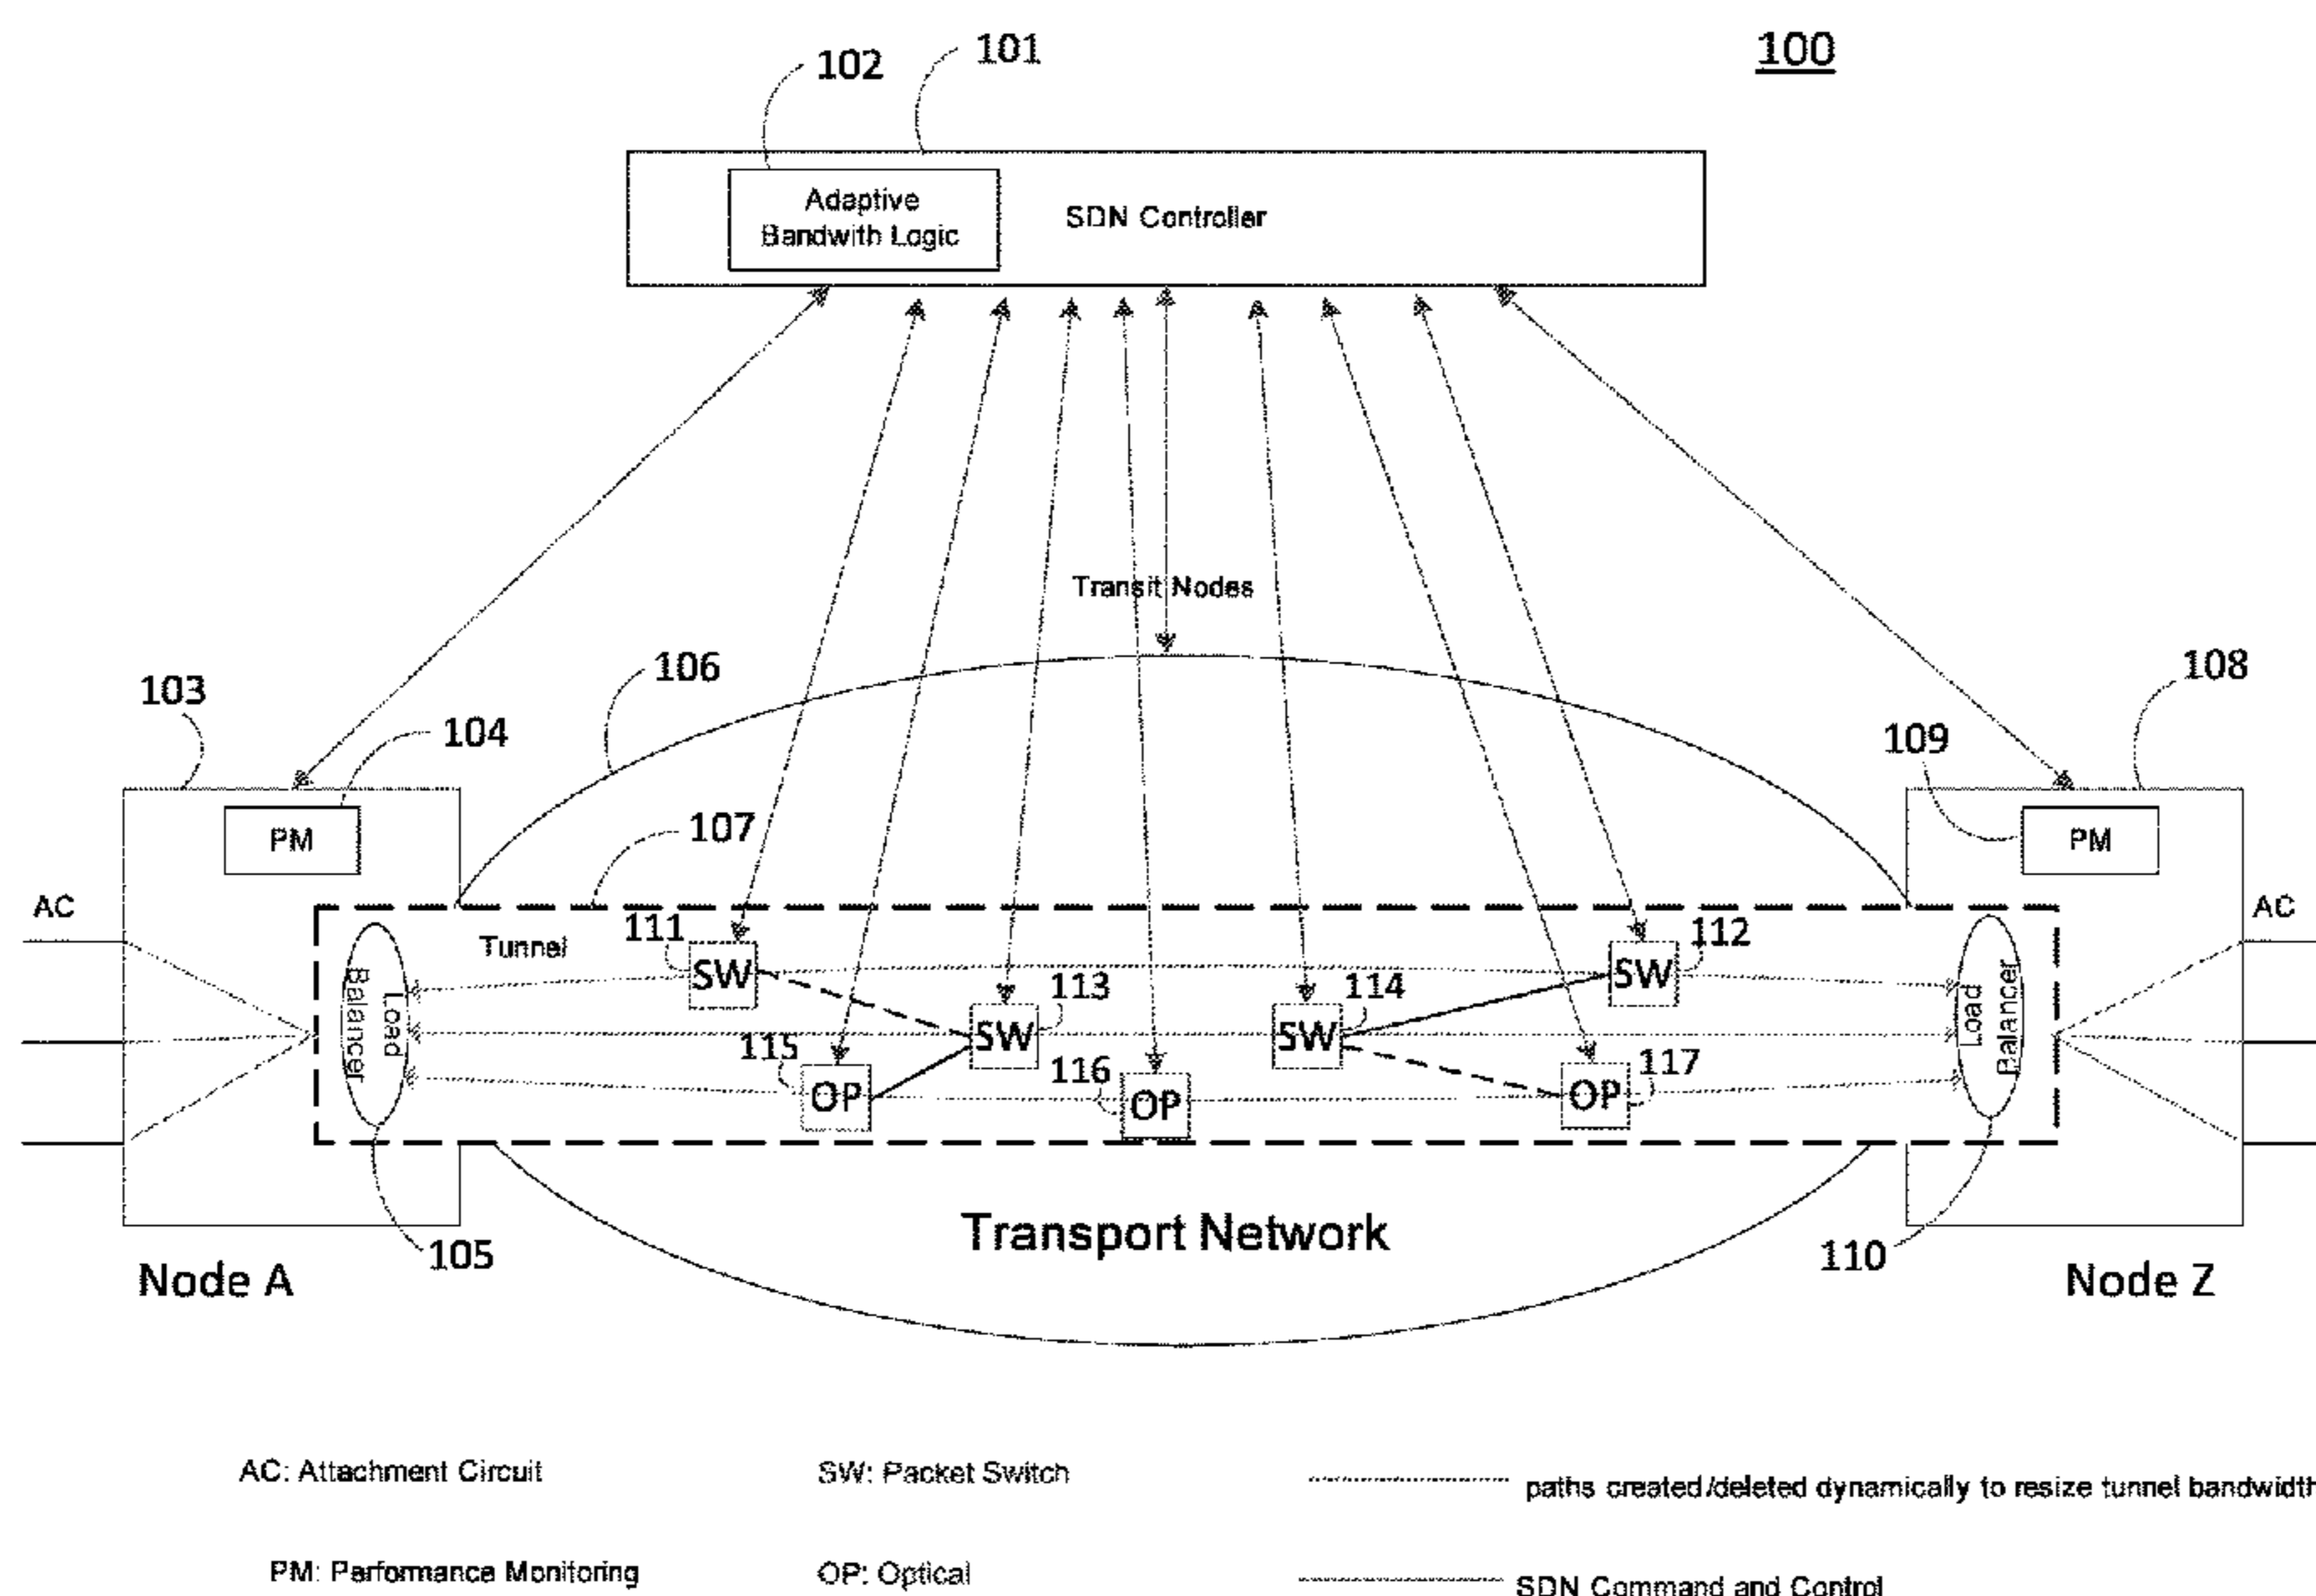 100
101
102
Adaptive
Bandwith Logic
SDN Controller
Transit Nodes
103
104
106
107
108
109
PM
PM
AC
AC
Tunnel
111
SW
112
SW
113
SW
114
SW
115
OP
116
OP
117
OP
Load
Balancer
Load
Balancer
105
110
Transport Network
Node A
Node Z
AC: Attachment Circuit
SW: Packet Switch
paths created/deleted dynamically to resize tunnel bandwidth
PM: Performance Monitoring
OP: Optical
SDN Command and Control